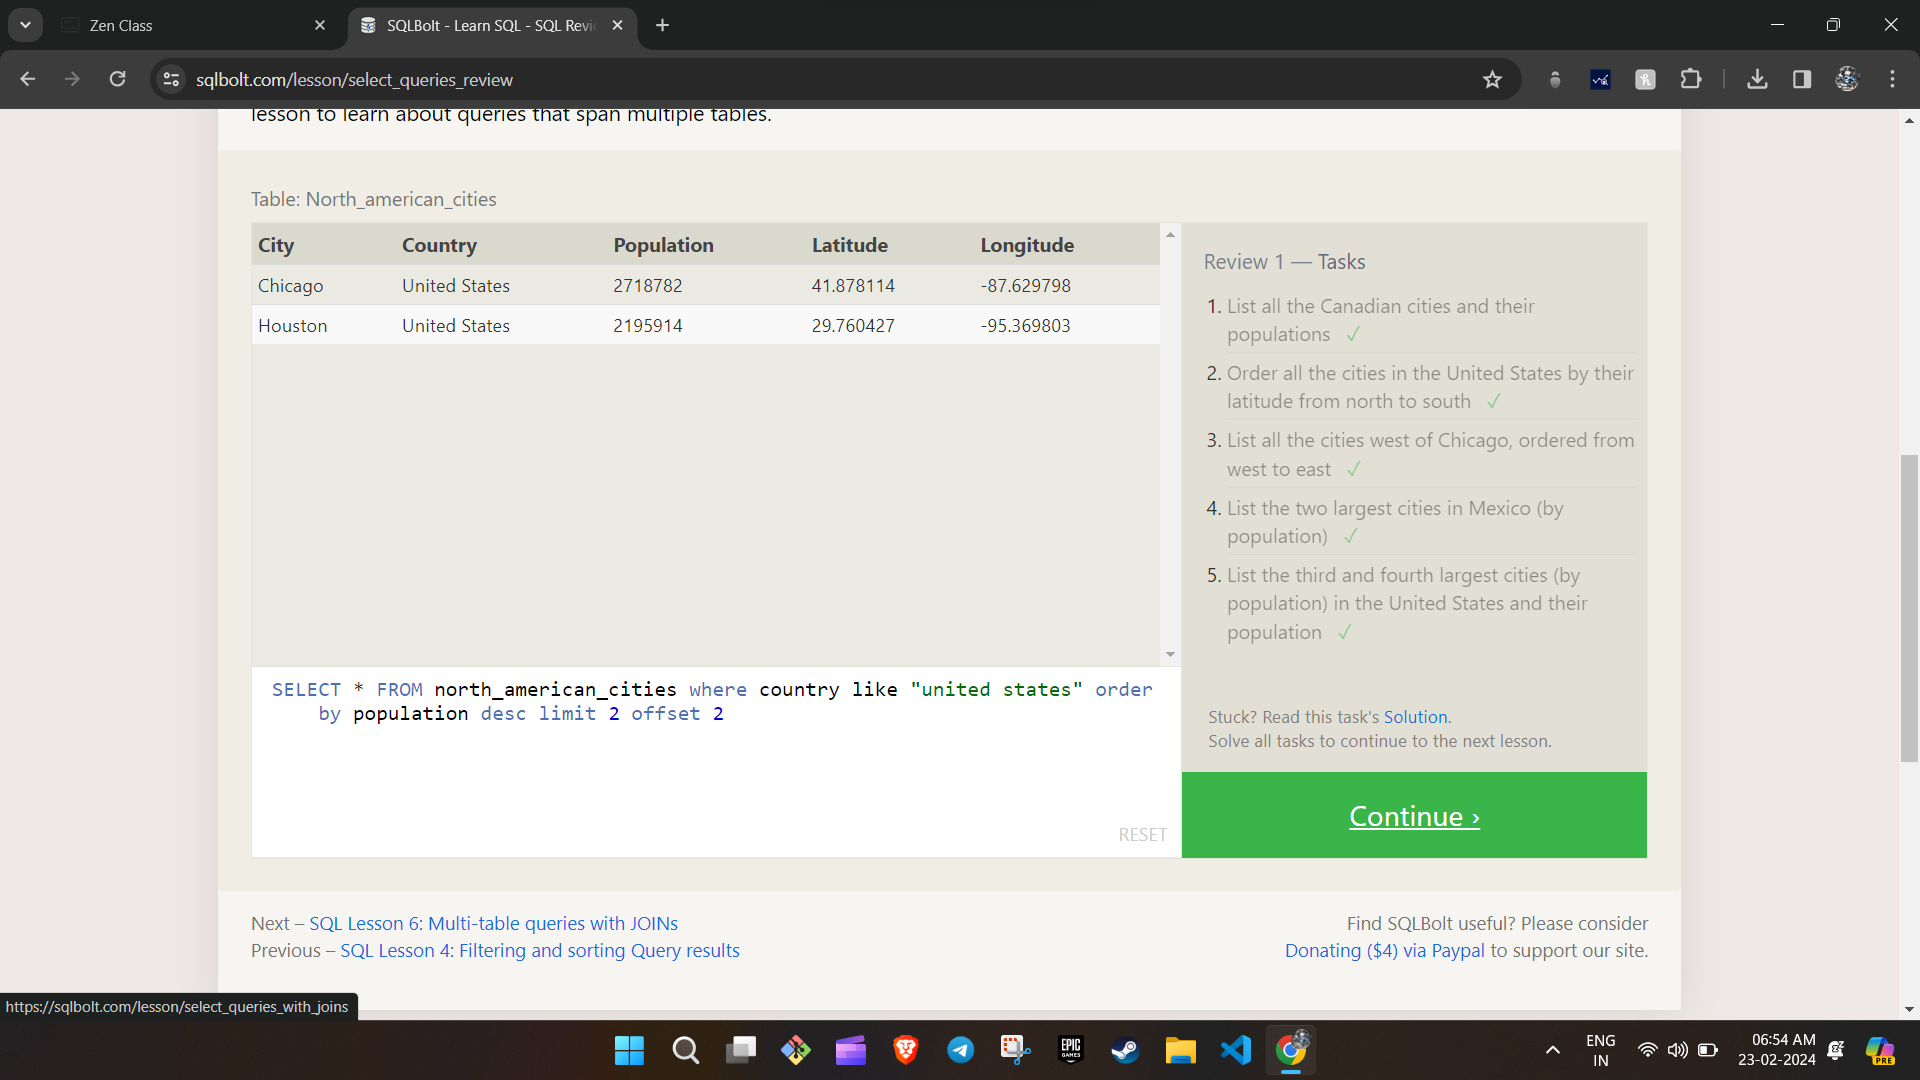 Zen Class
SQLBolt - Learn SQL - SQL Revi
sqlbolt.com/lesson/select_queries_review
lesson to learn about queries that span multiple tables.
Table: North_american_cities
City Country Population Latitude Longitude
Chicago United States 2718782 41.878114 -87.629798
Houston United States 2195914 29.760427 -95.369803
Review 1 — Tasks
1. List all the Canadian cities and their
populations ✓
2. Order all the cities in the United States by their
latitude from north to south ✓
3. List all the cities west of Chicago, ordered from
west to east ✓
4. List the two largest cities in Mexico (by
population) ✓
5. List the third and fourth largest cities (by
population) in the United States and their
population ✓
SELECT * FROM north_american_cities where country like "united states" order
by population desc limit 2 offset 2
RESET
Stuck? Read this task's Solution.
Solve all tasks to continue to the next lesson.
Continue ›
Next – SQL Lesson 6: Multi-table queries with JOINs
Previous – SQL Lesson 4: Filtering and sorting Query results
Find SQLBolt useful? Please consider
Donating ($4) via Paypal to support our site.
https://sqlbolt.com/lesson/select_queries_with_joins
EPIC
GAMES
ENG
IN
06:54 AM
23-02-2024
PRE